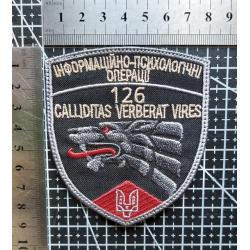 ІНФОРМАЦІЙНО-ПСИХОЛОГІЧНІ
ОПЕРАЦІЇ
126
CALLIDITAS VERBERAT VIRES